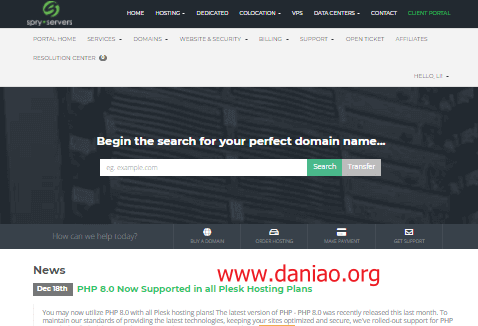 spry servers
HOME HOSTING DEDICATED COLOCATION VPS DATA CENTERS CONTACT CLIENT PORTAL
PORTAL HOME SERVICES DOMAINS WEBSITE & SECURITY BILLING SUPPORT OPEN TICKET AFFILIATES
RESOLUTION CENTER 0
HELLO, LI!
Begin the search for your perfect domain name...
eg. example.com Search Transfer
How can we help today? BUY A DOMAIN ORDER HOSTING MAKE PAYMENT GET SUPPORT
www.daniao.org
News
Dec 18th PHP 8.0 Now Supported in all Plesk Hosting Plans
You may now utilize PHP 8.0 with all Plesk hosting plans! The latest version of PHP - PHP 8.0 was recently released this last month. To
maintain our standards of providing the latest technologies, keeping your sites optimized and secure, we've rolled-out support for PHP